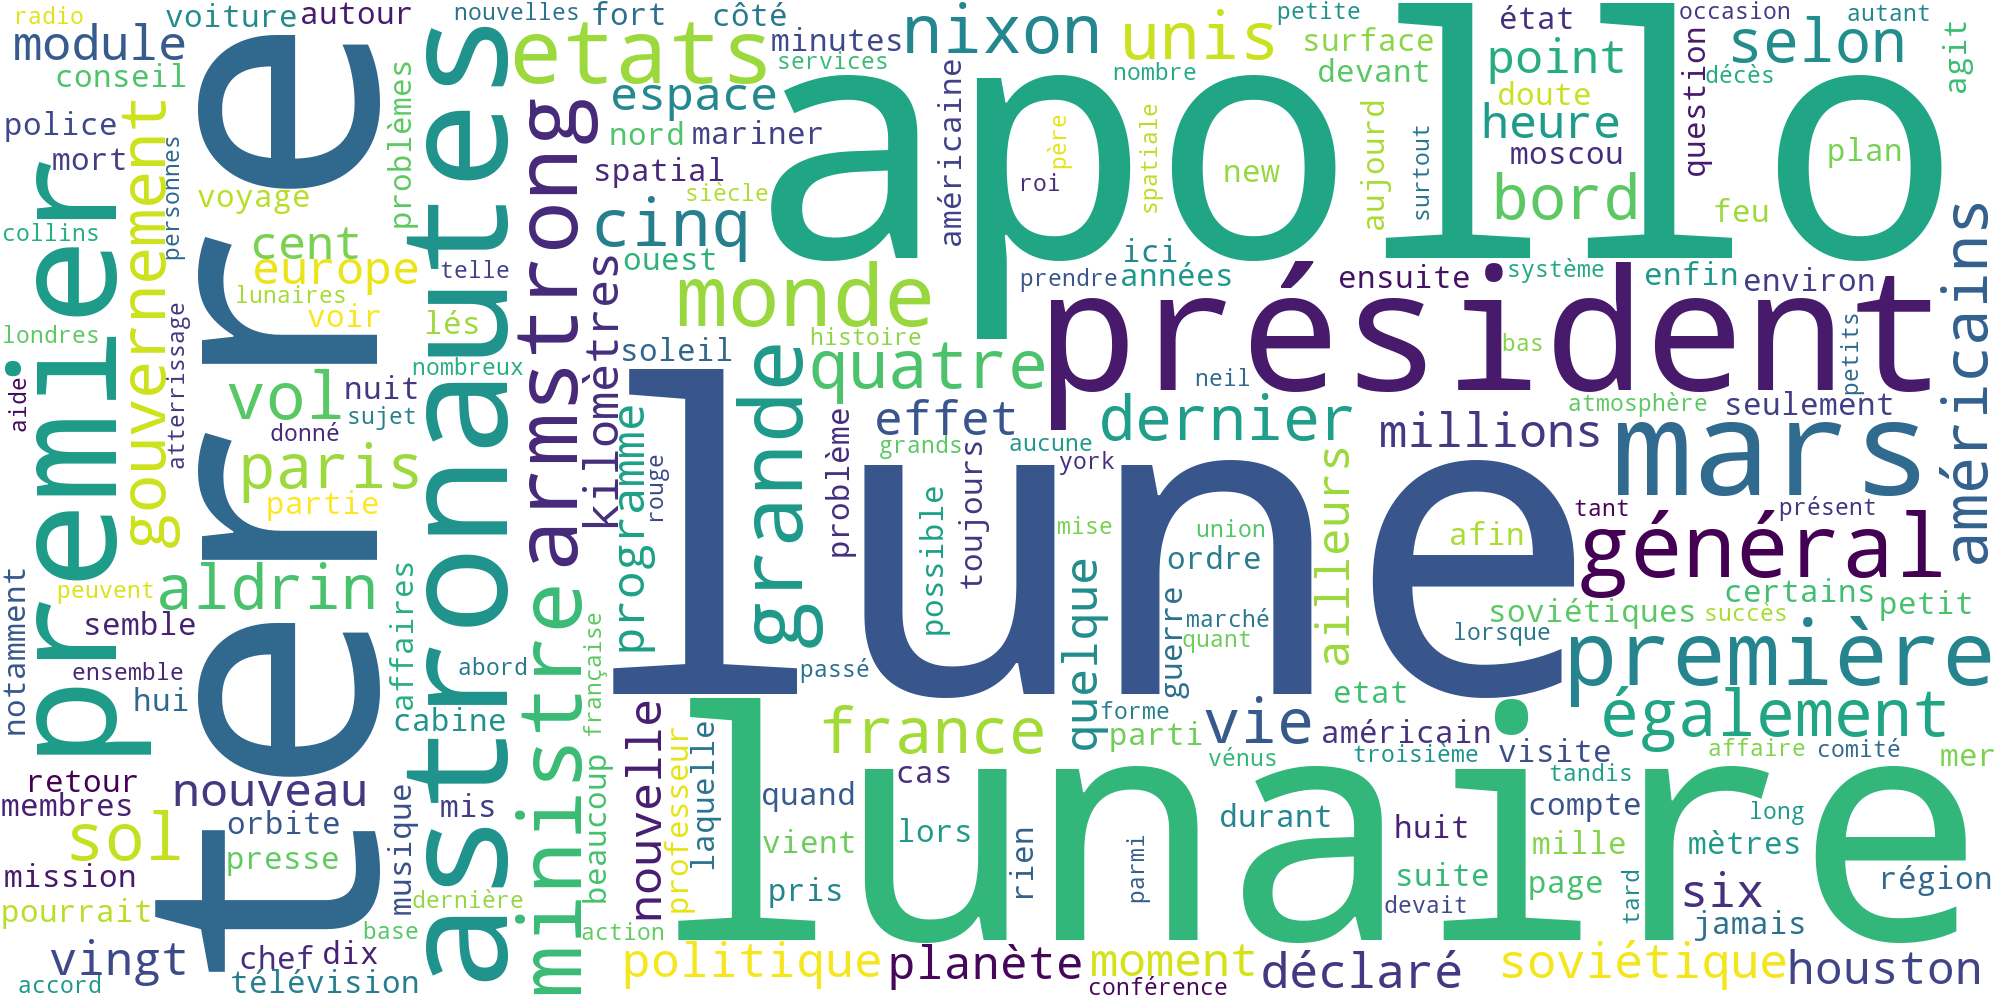 radio
voiture
autour
nouvelles
fort
côté
nixon
unis
petite
état
occasion
autant
module
etats
minutes
services
surface
point
selon
agit
conseil
problèmes
espace
américaine
nombre
devant
question
décès
police
gouvernement
personnes
nord
mariner
apollo
doute
heure
mort
terre
astronautes
armstrong
spatial
père
spatiale
new
aujourd
surtout
moscou
plan
premier
voyage
siècle
roi
bord
feu
collins
cent
cinq
ouest
ici
américains
europe
telle
kilomètres
monde
prendre
années
ensuite
système
enfin
environ
lunaires
voir
lés
londres
atterrissage
soleil
histoire
président
bas
petits
aide
vol
nuit
nombreux
quatre
neil
sujet
donné
programme
grande
effet
dernier
atmosphère
seulement
paris
rouge
problème
grands
aucune
york
millions
mars
partie
possible
toujours
lune
mise
union
ailleurs
afin
tant
présent
général
notamment
peuvent
aldrin
affaires
ministre
française
quelque
ordre
guerre
marché
quant
soviétiques
certains
succès
petit
semble
ensemble
abord
passé
lorsque
première
hui
cabine
nouvelle
france
forme
parti
vie
etat
américain
également
retour
membres
nouveau
mis
beaucoup
professeur
laquelle
cas
vénus
troisième
visite
affaire
comité
mer
sol
orbite
musique
quand
lunaire
tandis
compte
long
presse
vient
lors
durant
huit
mille
mètres
mission
dernière
pris
rien
parmi
suite
page
six
région
pourrait
base
action
devait
tard
jamais
vingt
chef
dix
politique
planète
moment
déclaré
soviétique
houston
accord
télévision
conférence